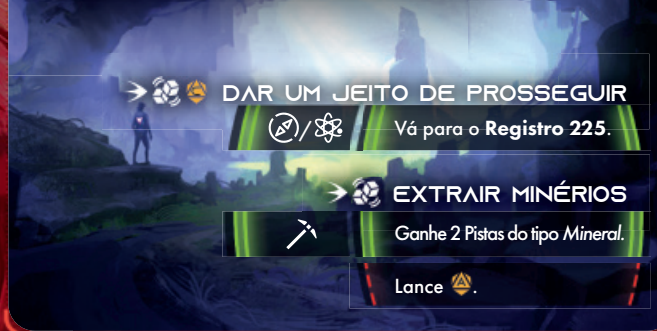 DAR UM JEITO DE PROSSEGUIR
/ Vá para o Registro 225.
EXTRAIR MINÉRIOS
Ganhe 2 Pistas do tipo Mineral.
Lance A.